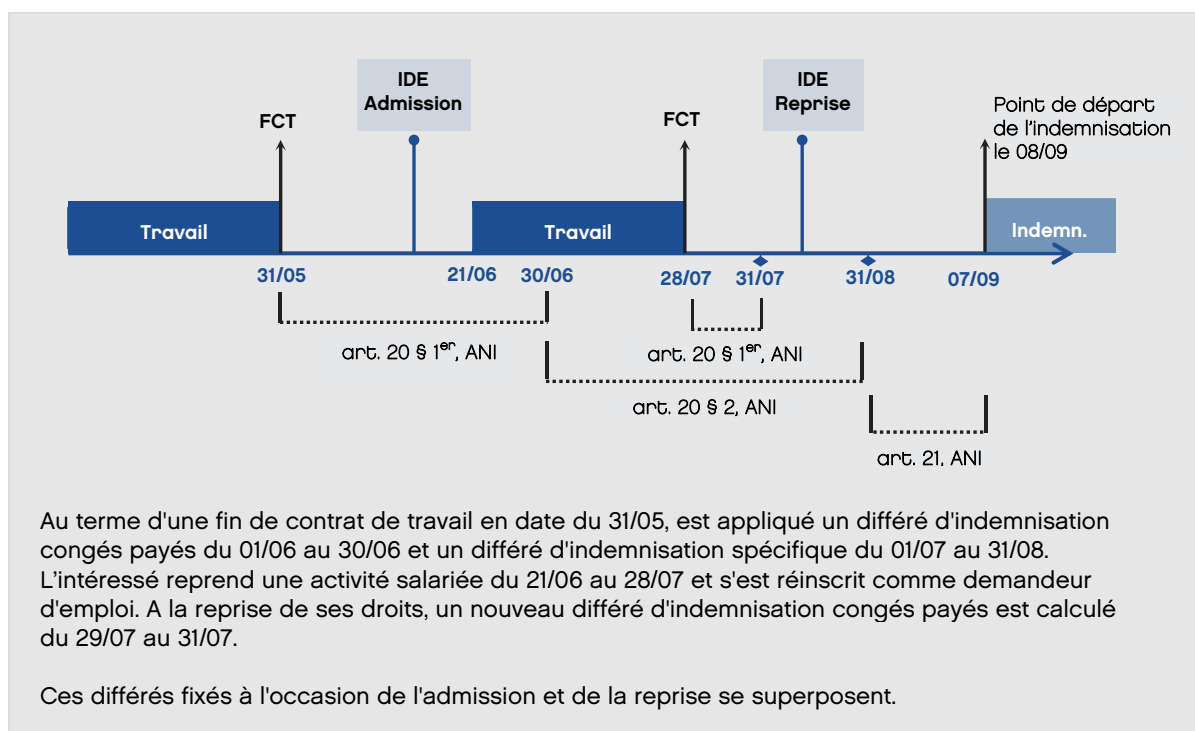 IDE
Admission
IDE
Reprise
FCT
FCT
Point de départ
de l'indemnisation
le 08/09
Travail
Travail
Indemn.
31/05
21/06
30/06
28/07
31/07
31/08
07/09
art. 20 § 1er, ANI
art. 20 § 1er, ANI
art. 20 § 2, ANI
art. 21, ANI
Au terme d'une fin de contrat de travail en date du 31/05, est appliqué un différé d'indemnisation
congés payés du 01/06 au 30/06 et un différé d'indemnisation spécifique du 01/07 au 31/08.
L'intéressé reprend une activité salariée du 21/06 au 28/07 et s'est réinscrit comme demandeur
d'emploi. A la reprise de ses droits, un nouveau différé d'indemnisation congés payés est calculé
du 29/07 au 31/07.
Ces différés fixés à l'occasion de l'admission et de la reprise se superposent.